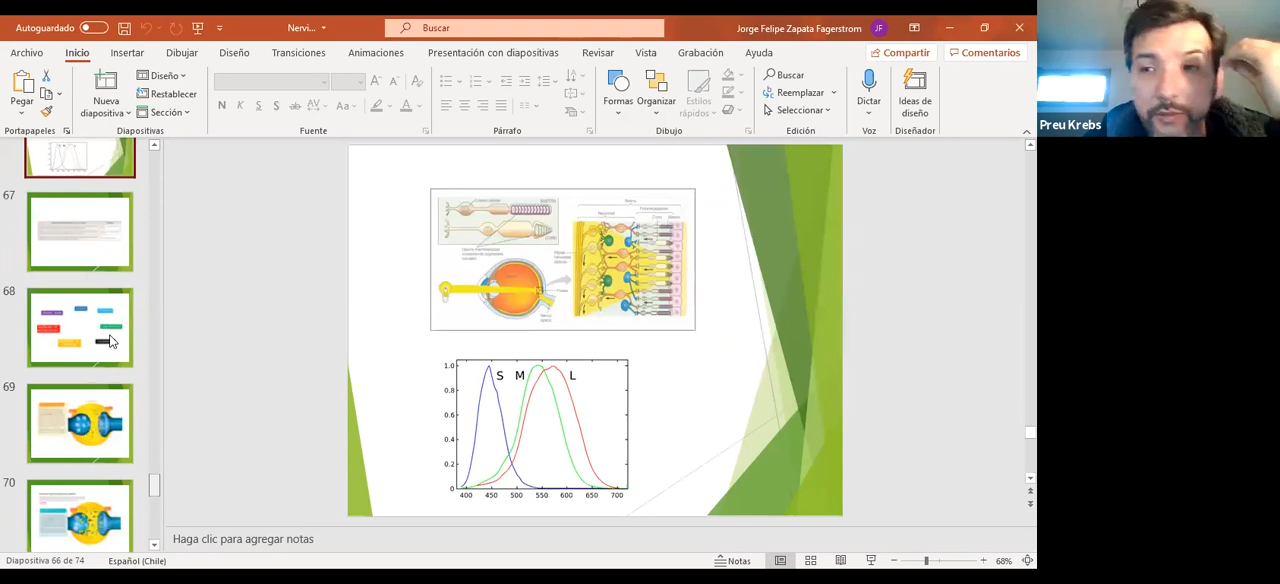 Autoguardado
Nervi...
Buscar
Jorge Felipe Zapata Fagerstrom
JF
Archivo
Inicio
Insertar
Dibujar
Diseño
Transiciones
Animaciones
Presentación con diapositivas
Revisar
Vista
Grabación
Ayuda
Compartir
Comentarios
Pegar
Nueva
diapositiva
Diseño
Restablecer
Sección
N K S S ab AV Aa A
Formas
Organizar
Estilos
rápidos
Buscar
Reemplazar
Seleccionar
Dictar
Ideas de
diseño
Portapapeles
Diapositivas
Fuente
Párrafo
Dibujo
Edición
Voz
Diseñador
Preu Krebs
67
68
69
70
1.0
0.8
0.6
0.4
0.2
0
S M L
400 450 500 550 600 650 700
Haga clic para agregar notas
Diapositiva 66 de 74
Español (Chile)
Notas
68%